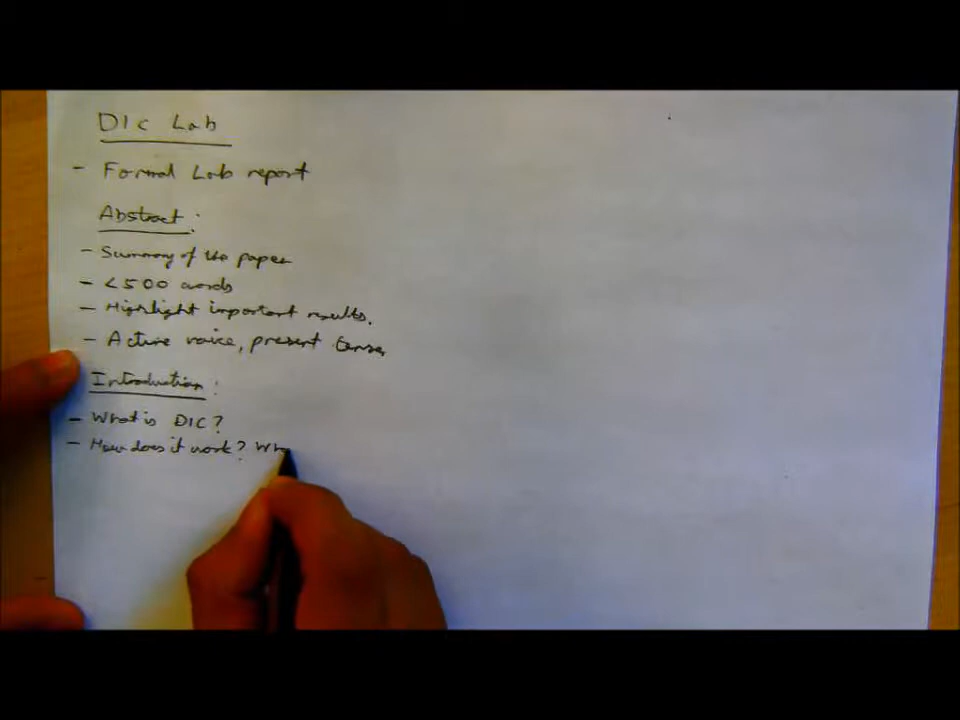 DIC Lab
- Formal Lab report
Abstract:
- Summary of the paper
- <500 words
- Highlight important results.
- Active voice, present tense,
Introduction:
- What is DIC?
- How does it work?